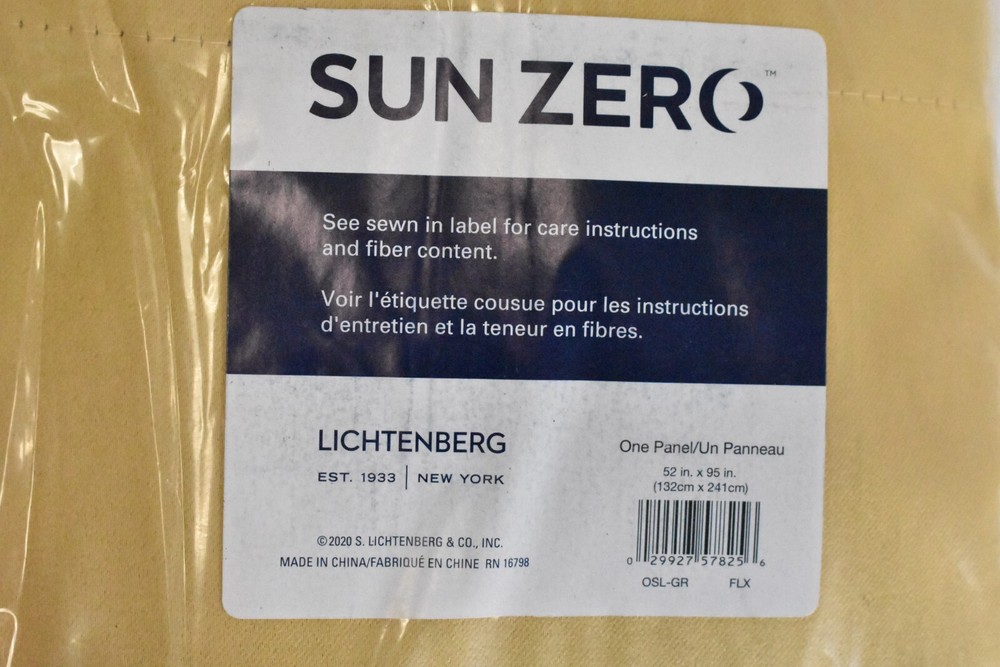 SUN ZERO™
See sewn in label for care instructions
and fiber content.
Voir l'étiquette cousue pour les instructions
d'entretien et la teneur en fibres.
LICHTENBERG
EST. 1933 | NEW YORK
©2020 S. LICHTENBERG & CO., INC.
MADE IN CHINA/FABRIQUÉ EN CHINE RN 16798
One Panel/Un Panneau
52 in. x 95 in.
(132cm x 241cm)
0 29927 57825 6
OSL-GR FLX